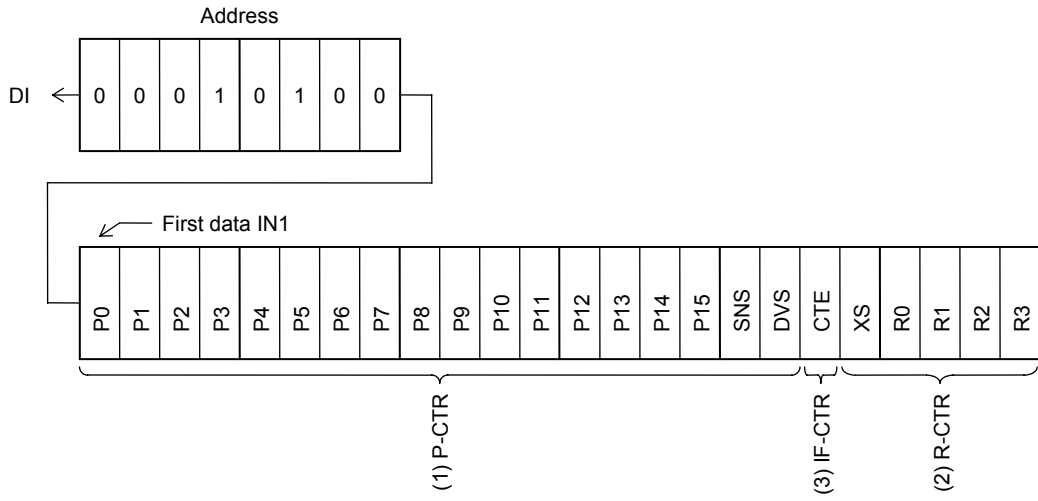 Address
DI 0 0 0 1 0 1 0 0
First data IN1
P0 P1 P2 P3 P4 P5 P6 P7 P8 P9 P10 P11 P12 P13 P14 P15 SNS DVS CTE XS R0 R1 R2 R3
(1) P-CTR (3) IF-CTR (2) R-CTR